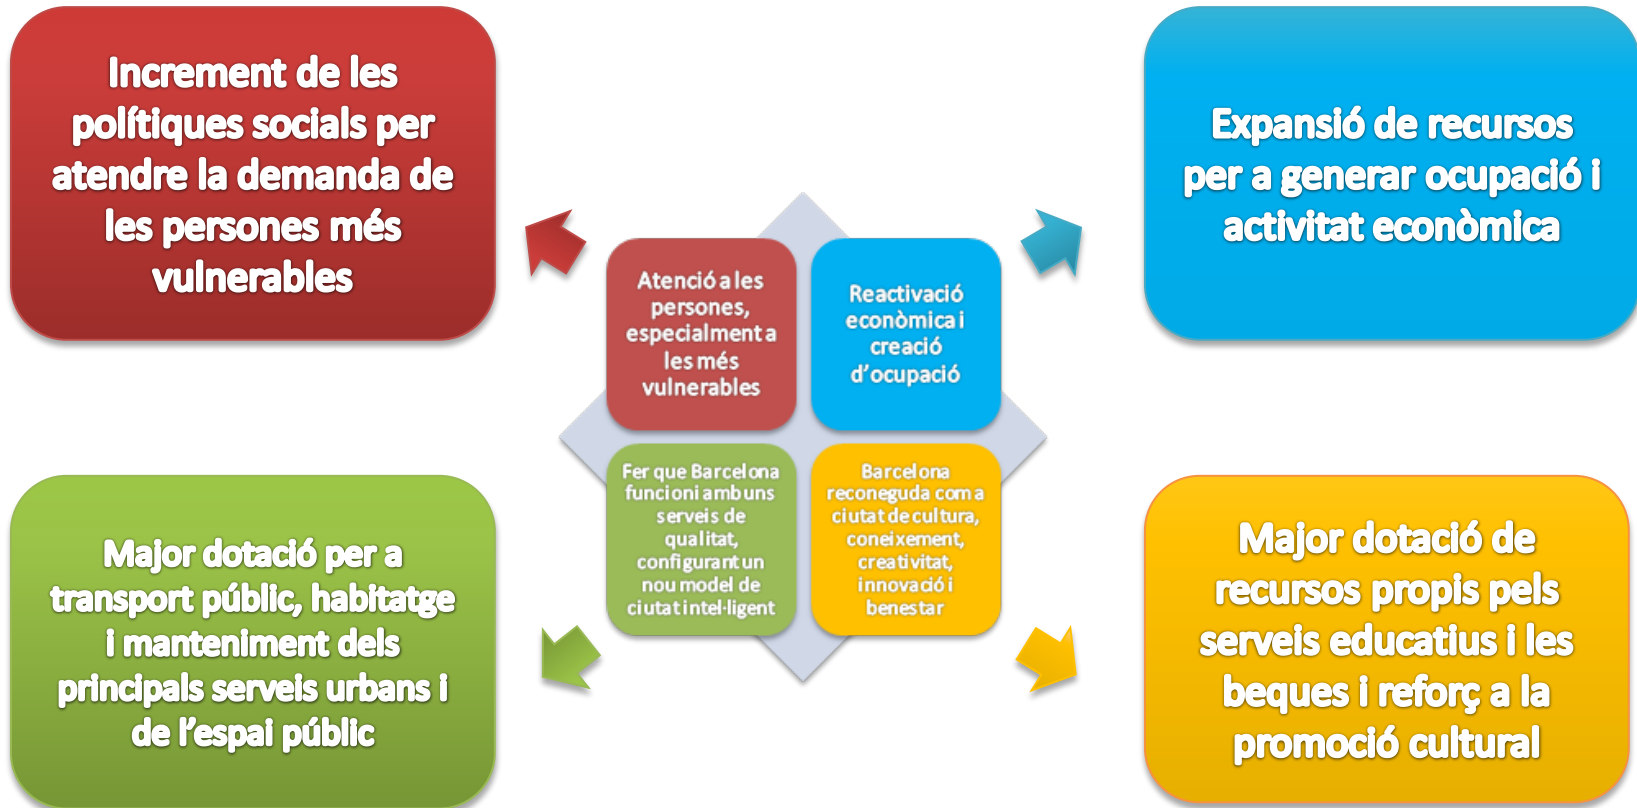 Increment de les
polítiques socials per
atendre la demanda de
les persones més
vulnerables
Expansió de recursos
per a generar ocupació i
activitat econòmica
Atenció a les
persones,
especialment a
les més
vulnerables
Reactivació
econòmica i
creació
d'ocupació
Fer que Barcelona
funcioni amb uns
serveis de
qualitat,
configurant un
nou model de
ciutat intel·ligent
Barcelona
reconeguda com a
ciutat de cultura,
coneixement,
creativitat,
innovació i
benestar
Major dotació per a
transport públic, habitatge
i manteniment dels
principals serveis urbans i
de l'espai públic
Major dotació de
recursos propis pels
serveis educatius i les
beques i reforç a la
promoció cultural